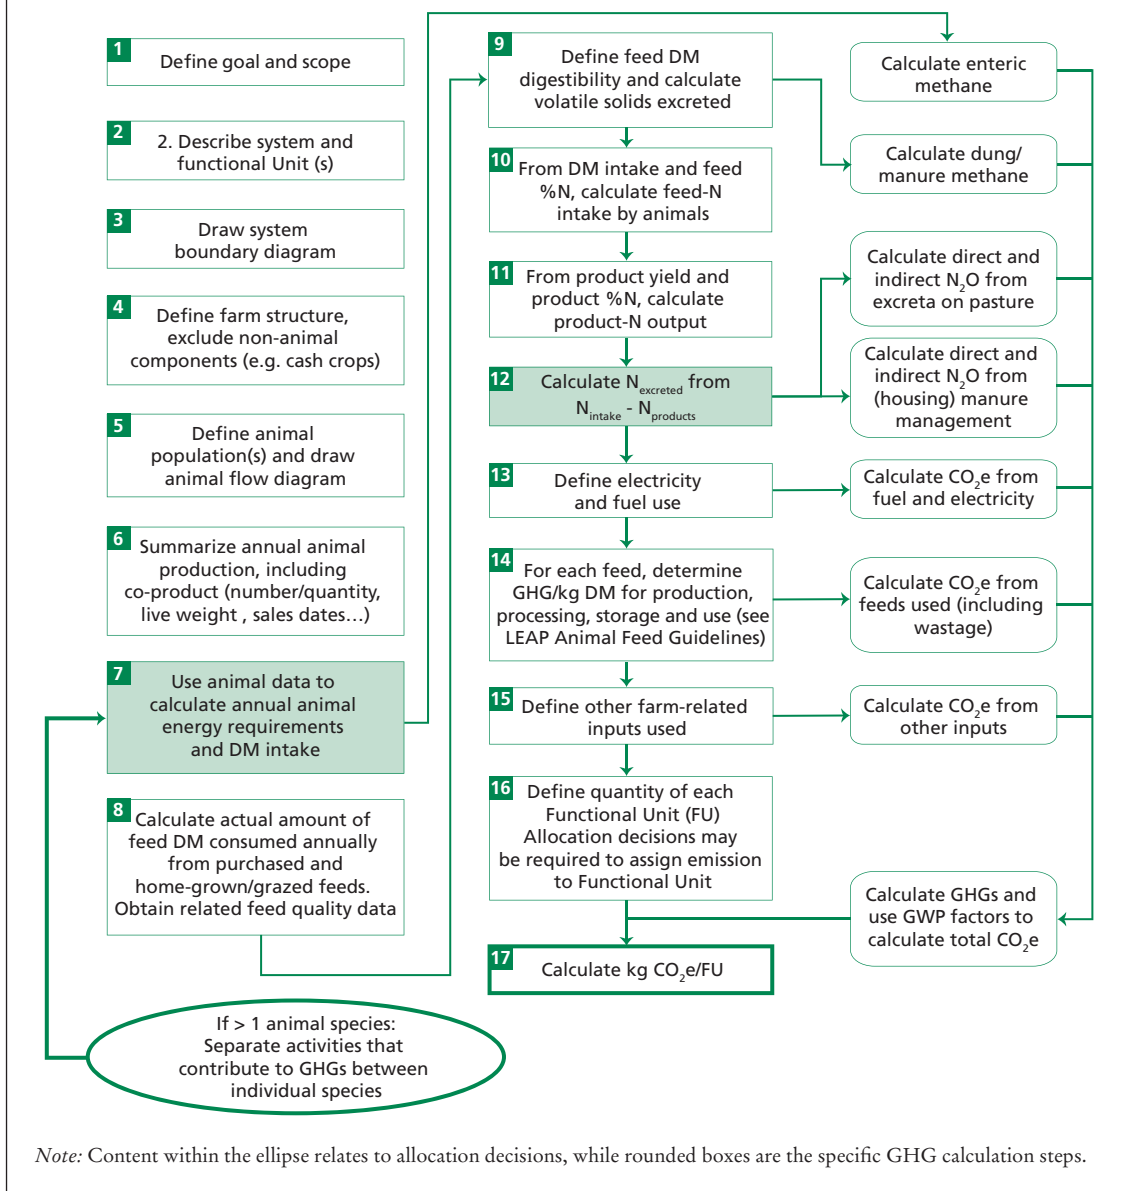 1
Define goal and scope
2
2. Describe system and
functional Unit (s)
3
Draw system
boundary diagram
4
Define farm structure,
exclude non-animal
components (e.g. cash crops)
5
Define animal
population(s) and draw
animal flow diagram
6
Summarize annual animal
production, including
co-product (number/quantity,
live weight , sales dates…)
7
Use animal data to
calculate annual animal
energy requirements
and DM intake
8
Calculate actual amount of
feed DM consumed annually
from purchased and
home-grown/grazed feeds.
Obtain related feed quality data
If > 1 animal species:
Separate activities that
contribute to GHGs between
individual species
9
Define feed DM
digestibility and calculate
volatile solids excreted
10
From DM intake and feed
%N, calculate feed-N
intake by animals
11
From product yield and
product %N, calculate
product-N output
12
Calculate Nexcreted from
Nintake - Nproducts
13
Define electricity
and fuel use
14
For each feed, determine
GHG/kg DM for production,
processing, storage and use (see
LEAP Animal Feed Guidelines)
15
Define other farm-related
inputs used
16
Define quantity of each
Functional Unit (FU)
Allocation decisions may
be required to assign emission
to Functional Unit
17
Calculate kg CO2e/FU
Calculate enteric
methane
Calculate dung/
manure methane
Calculate direct and
indirect N2O from
excreta on pasture
Calculate direct and
indirect N2O from
(housing) manure
management
Calculate CO2e from
fuel and electricity
Calculate CO2e from
feeds used (including
wastage)
Calculate CO2e from
other inputs
Calculate GHGs and
use GWP factors to
calculate total CO2e
Note: Content within the ellipse relates to allocation decisions, while rounded boxes are the specific GHG calculation steps.